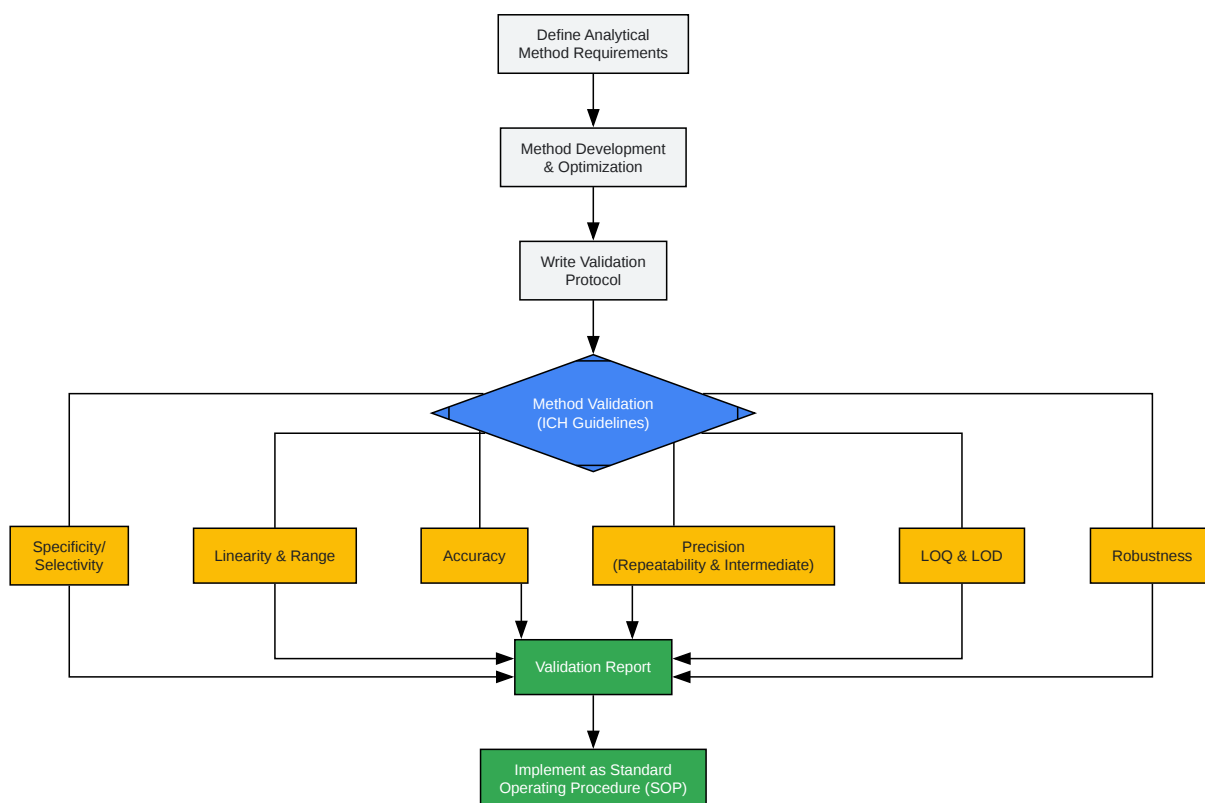 Define Analytical
Method Requirements
Method Development
& Optimization
Write Validation
Protocol
Method Validation
(ICH Guidelines)
Specificity/
Selectivity
Linearity & Range
Accuracy
Precision
(Repeatability & Intermediate)
LOQ & LOD
Robustness
Validation Report
Implement as Standard
Operating Procedure (SOP)